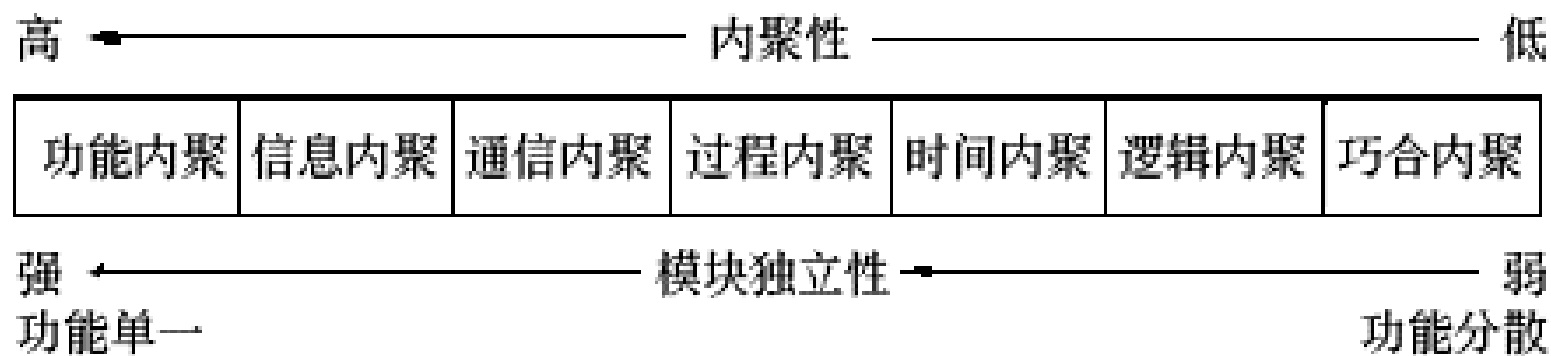 高 内聚性 低
功能内聚 信息内聚 通信内聚 过程内聚 时间内聚 逻辑内聚 巧合内聚
强 模块独立性 弱
功能单一 功能分散